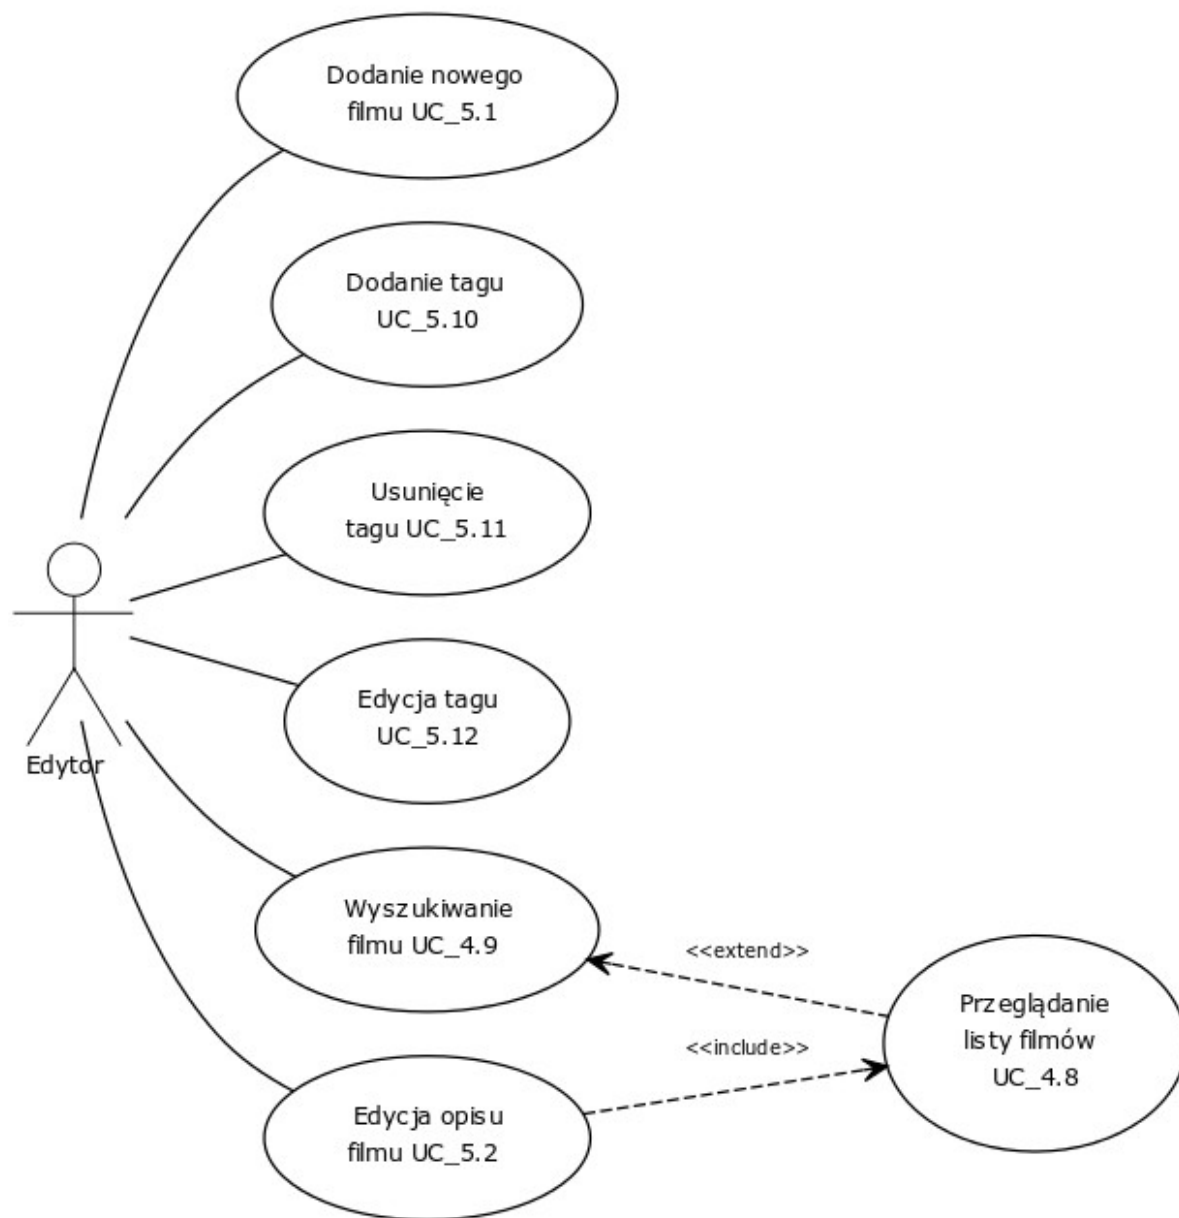 Dodanie nowego
filmu UC_5.1
Dodanie tagu
UC_5.10
Usunięcie
tagu UC_5.11
Edycja tagu
UC_5.12
Edytor
Wyszukiwanie
filmu UC_4.9
<<extend>>
Przeglądanie
listy filmów
UC_4.8
<<include>>
Edycja opisu
filmu UC_5.2